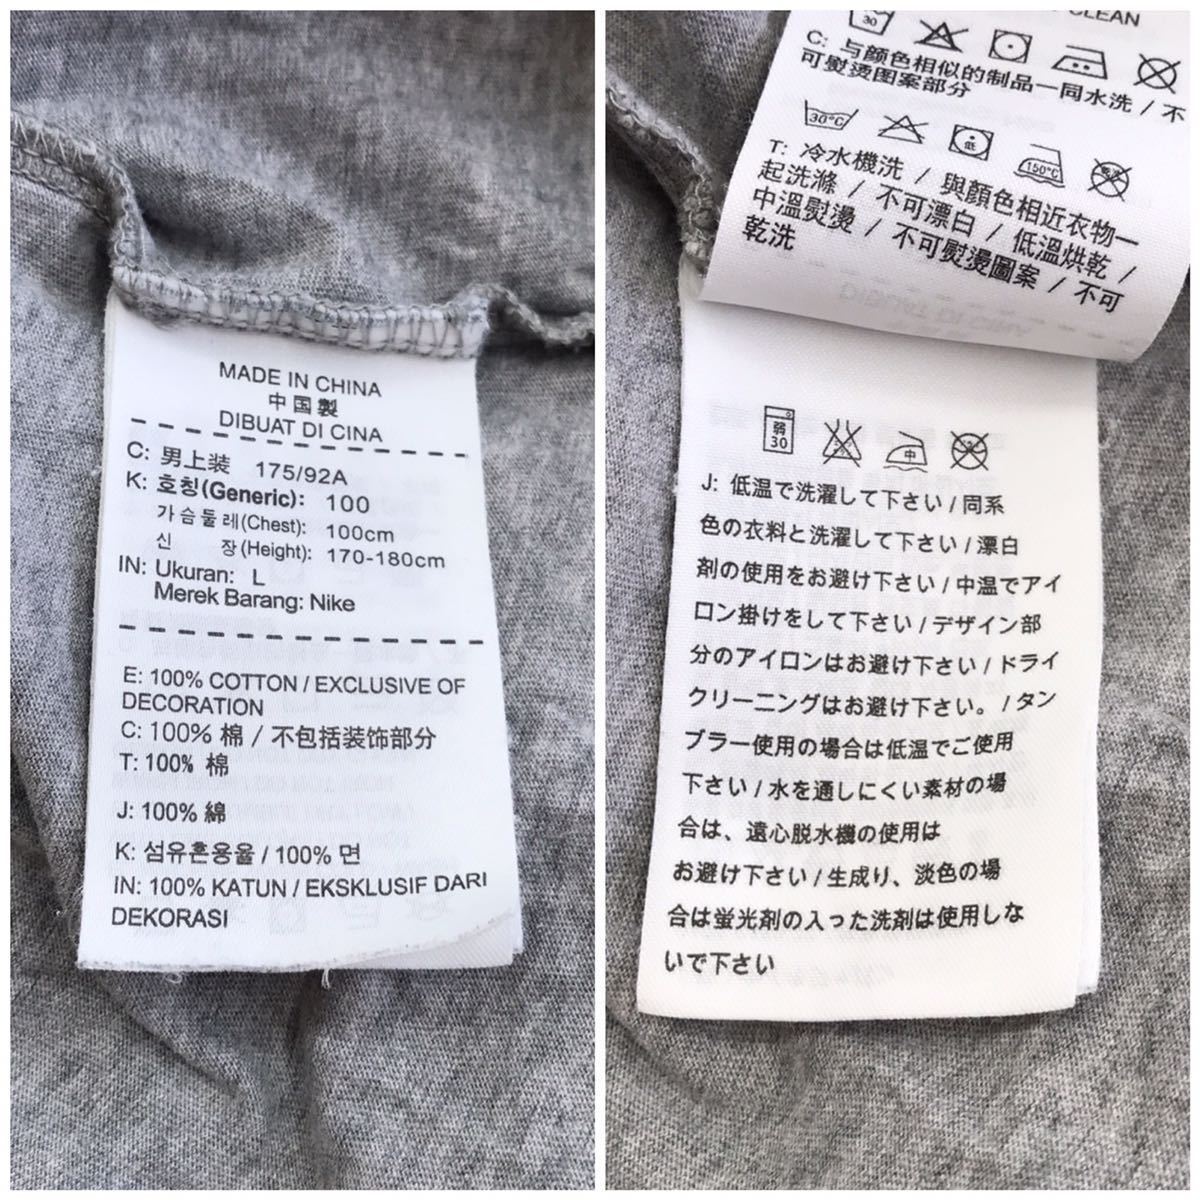 MADE IN CHINA
中国製
DIBUAT DI CINA
C: 男上装 175/92A
K: 호칭(Generic): 100
가슴둘레(Chest): 100cm
신 장(Height): 170-180cm
IN: Ukuran: L
Merek Barang: Nike
E: 100% COTTON / EXCLUSIVE OF
DECORATION
C: 100% 棉 / 不包括装饰部分
T: 100% 棉
J: 100% 綿
K: 섬유혼용율 / 100% 면
IN: 100% KATUN / EKSKLUSIF DARI
DEKORASI
CLEAN
30
C: 与颜色相似的制品一同水洗 / 不
可熨烫图案部分
30°C 低 150°C
T: 冷水機洗 / 與顏色相近衣物一
起洗滌 / 不可漂白 / 低溫烘乾 /
中溫熨燙 / 不可熨燙圖案 / 不可
乾洗
弱
30
中
J: 低温で洗濯して下さい / 同系
色の衣料と洗濯して下さい / 漂白
剤の使用をお避け下さい / 中温でアイ
ロン掛けをして下さい / デザイン部
分のアイロンはお避け下さい / ドライ
クリーニングはお避け下さい。/ タン
ブラー使用の場合は低温でご使用
下さい / 水を通しにくい素材の場
合は、遠心脱水機の使用は
お避け下さい / 生成り、淡色の場
合は蛍光剤の入った洗剤は使用しな
いで下さい